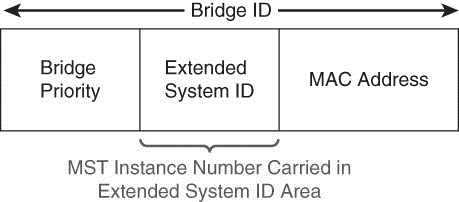 Bridge ID
Bridge
Priority
Extended
System ID
MAC Address
MST Instance Number Carried in
Extended System ID Area